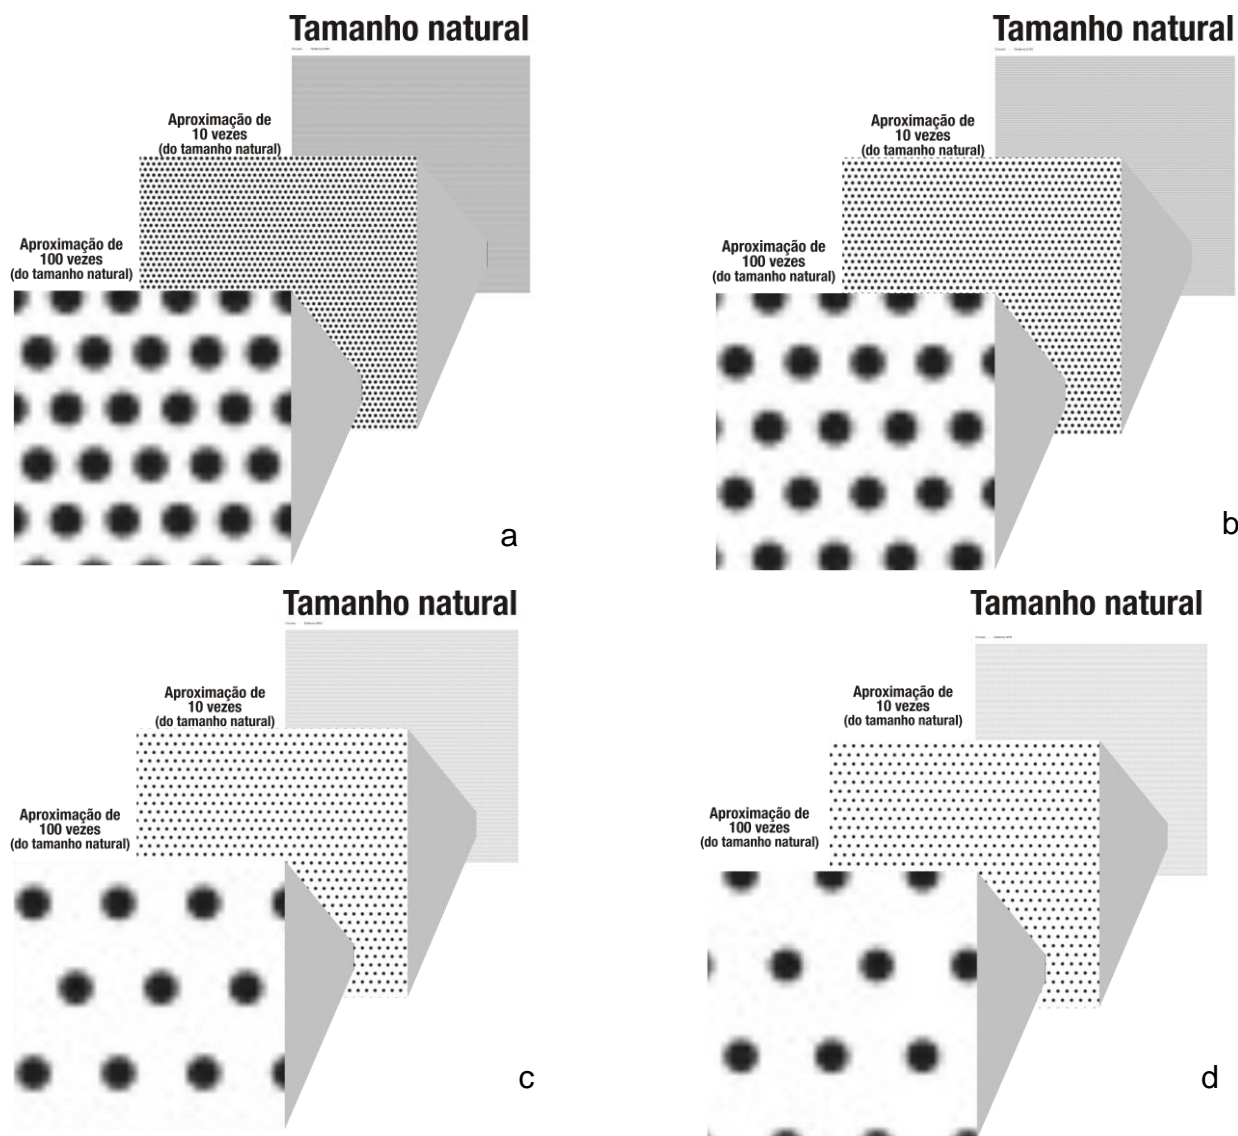 Tamanho natural
Aproximação de
10 vezes
(do tamanho natural)
Aproximação de
100 vezes
(do tamanho natural)
a
Tamanho natural
Aproximação de
10 vezes
(do tamanho natural)
Aproximação de
100 vezes
(do tamanho natural)
b
Tamanho natural
Aproximação de
10 vezes
(do tamanho natural)
Aproximação de
100 vezes
(do tamanho natural)
c
Tamanho natural
Aproximação de
10 vezes
(do tamanho natural)
Aproximação de
100 vezes
(do tamanho natural)
d